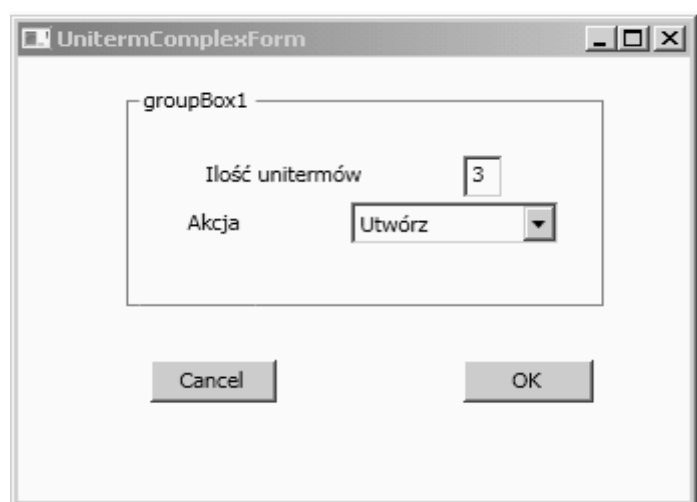 UnitermComplexForm
groupBox1
Ilość unitermów 3
Akcja Utwórz
Cancel OK